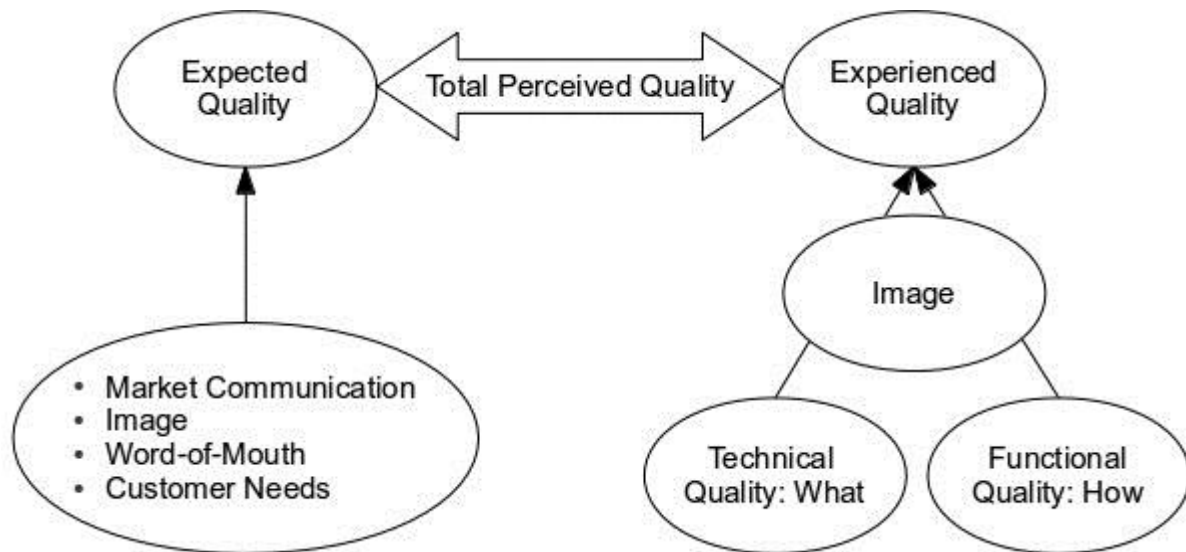 Expected
Quality
Total Perceived Quality
Experienced
Quality
Image
• Market Communication
• Image
• Word-of-Mouth
• Customer Needs
Technical
Quality: What
Functional
Quality: How